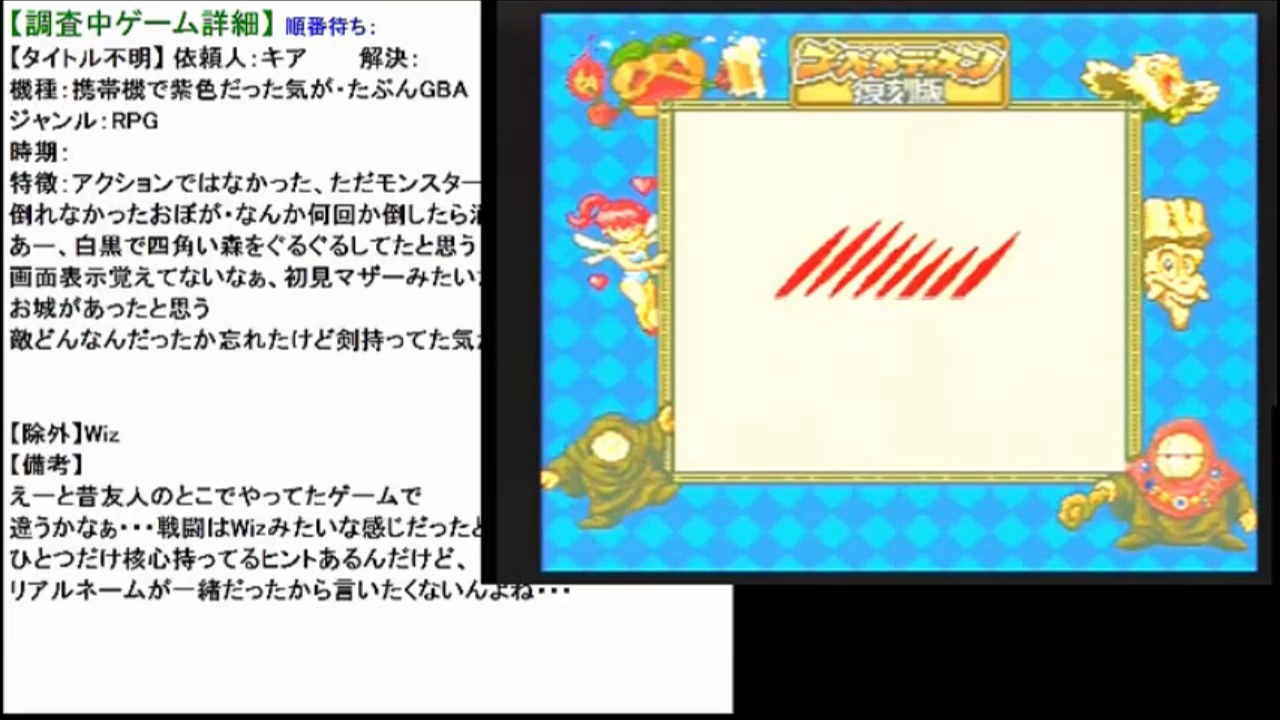 【調査中ゲーム詳細】 順番待ち:
【タイトル不明】 依頼人:キア 解決:
機種:携帯機で紫色だった気が・たぶんGBA
ジャンル:RPG
時期:
特徴:アクションではなかった、ただモンスター
倒れなかったおぼが・なんか何回か倒したら
あー、白黒で四角い森をぐるぐるしてたと思う
画面表示覚えてないなぁ、初見マザーみたい
お城があったと思う
敵どんなんだったか忘れたけど剣持ってた気
【除外】Wiz
【備考】
えーと昔友人のとこでやってたゲームで
違うかなぁ・・・戦闘はWizみたいな感じだったと
ひとつだけ核心持ってるヒントあるんだけど、
リアルネームが一緒だったから言いたくないんよね・・・
復刻版